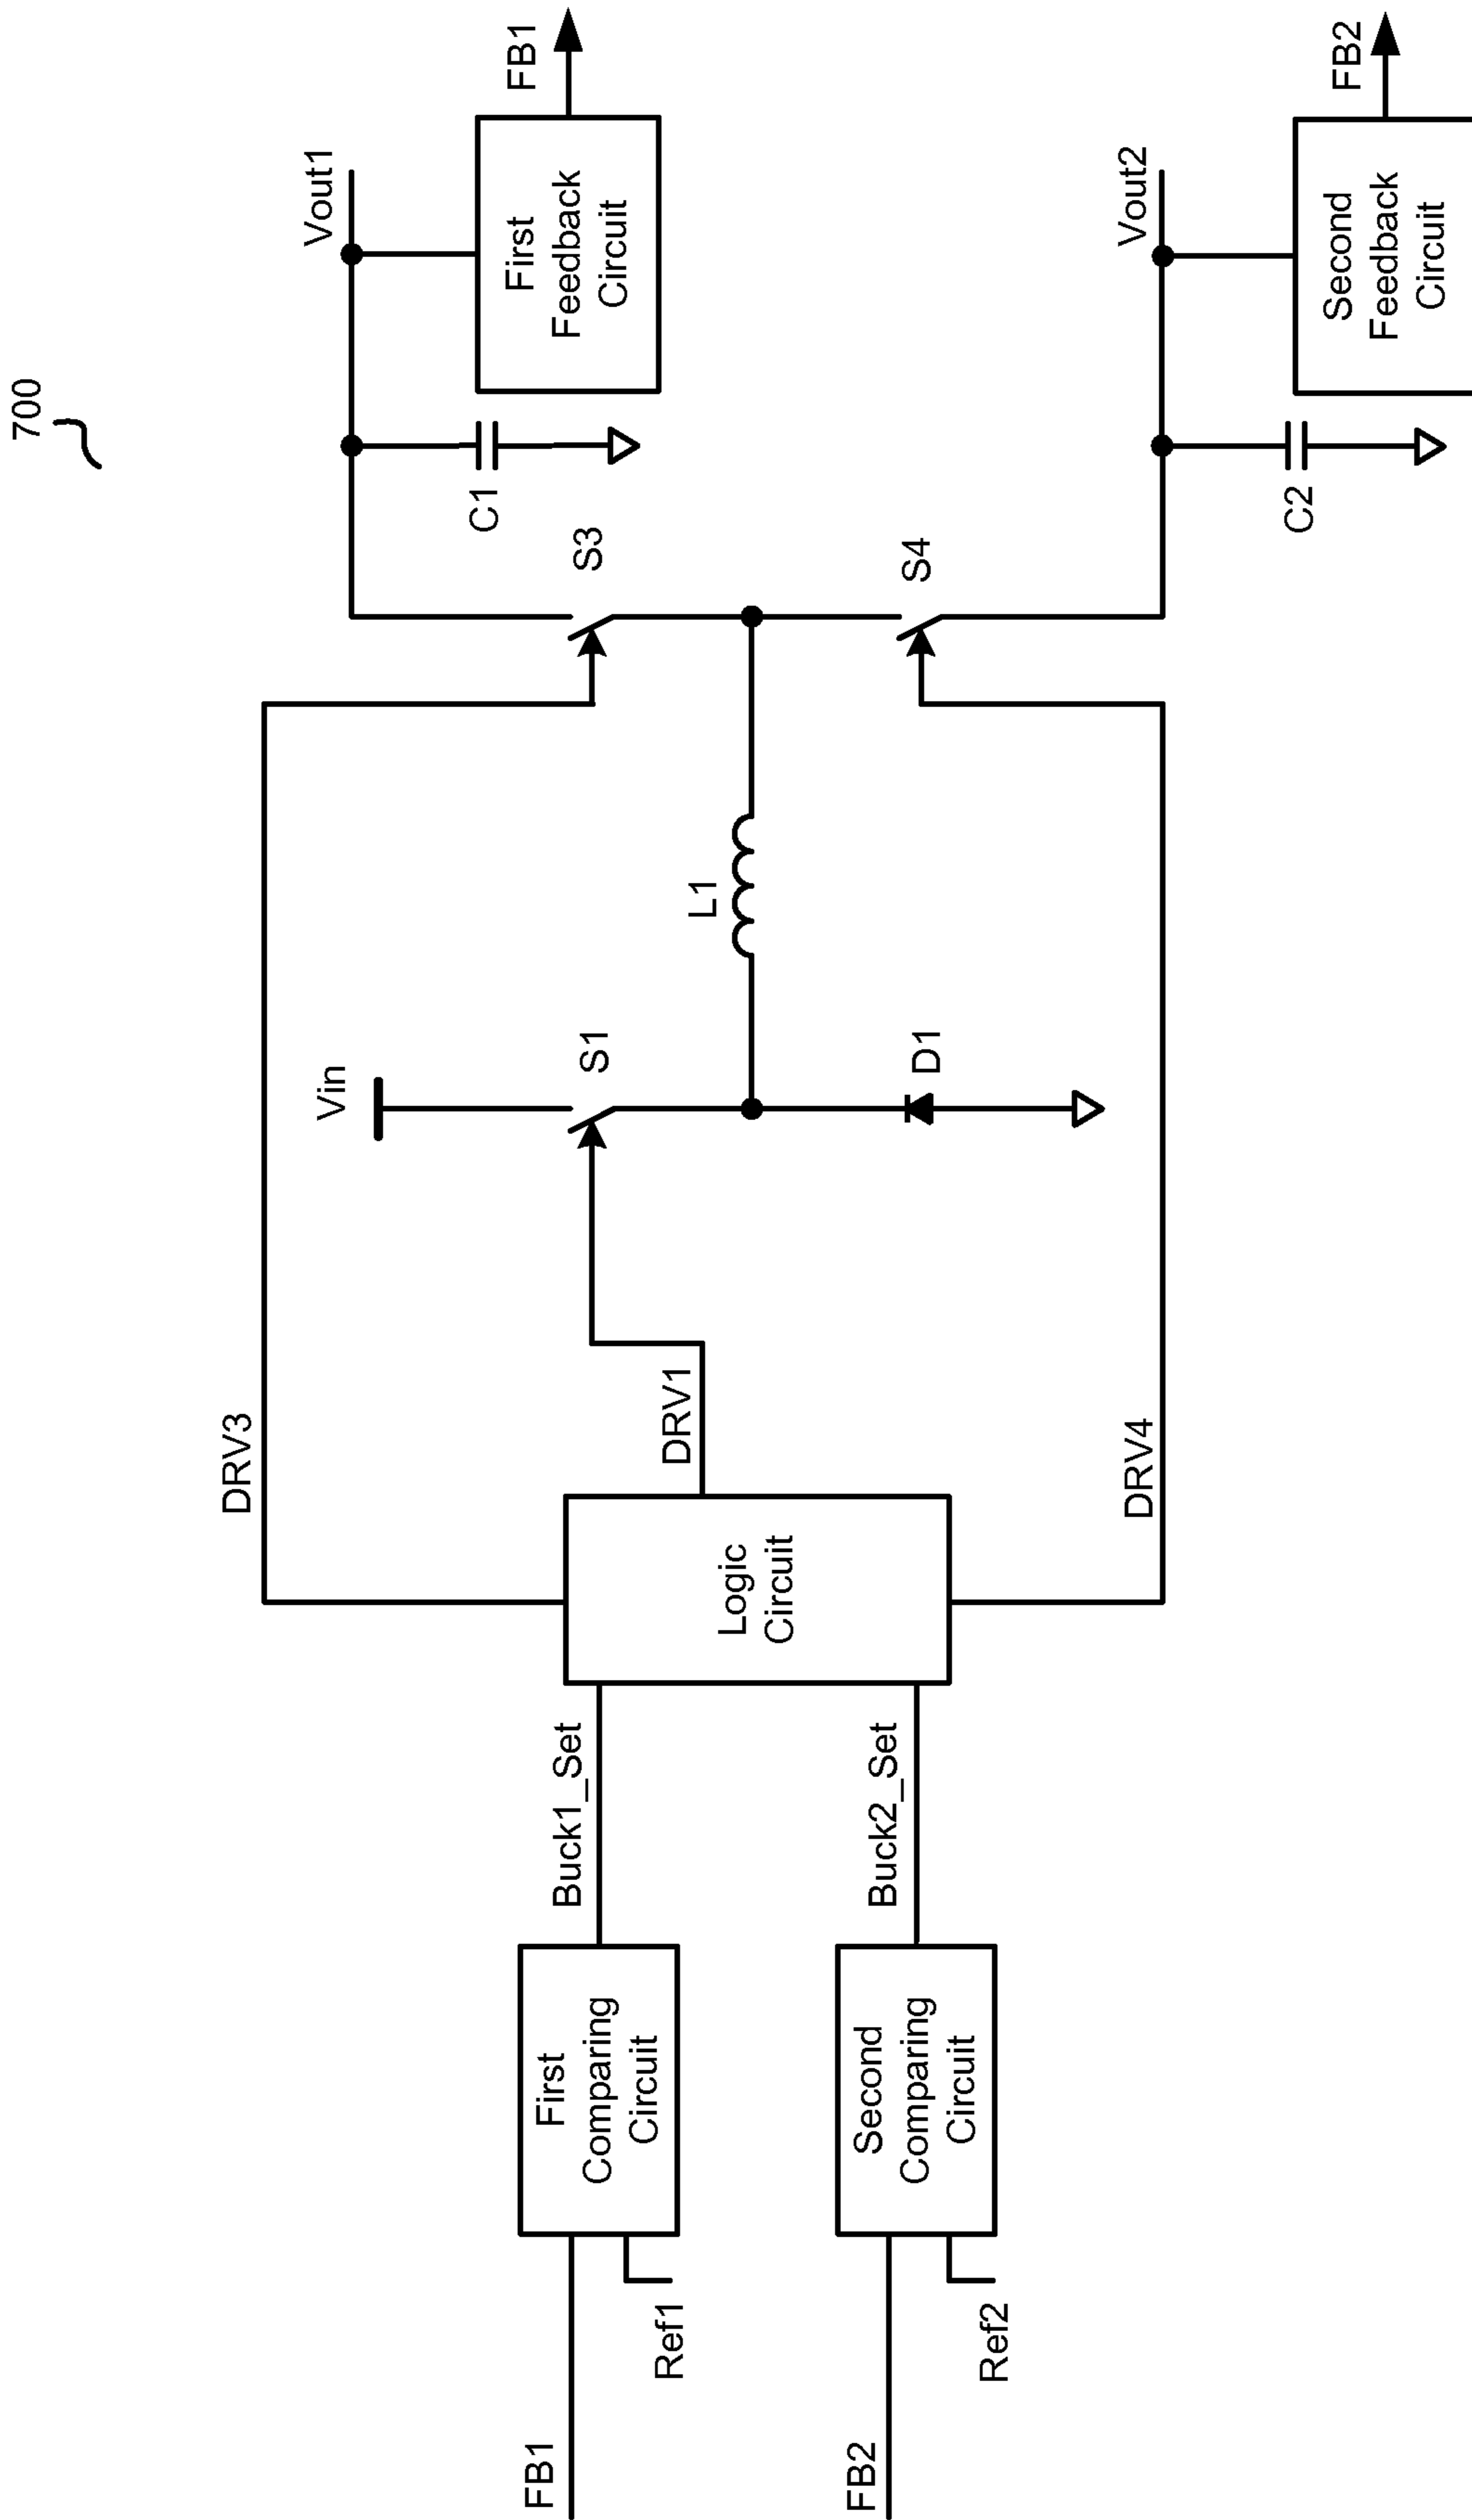 700
FB1
Ref1
First
Comparing
Circuit
Buck1_Set
FB2
Ref2
Second
Comparing
Circuit
Buck2_Set
Logic
Circuit
DRV3
DRV1
DRV4
Vin
S1
D1
L1
S3
S4
C1
Vout1
First
Feedback
Circuit
FB1
C2
Vout2
Second
Feedback
Circuit
FB2